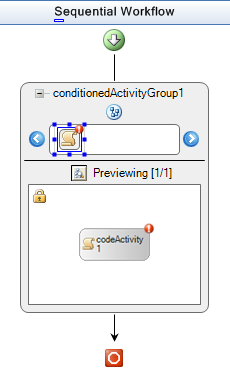 Sequential Workflow
conditionedActivityGroup1
Previewing [1/1]
codeActivity
1